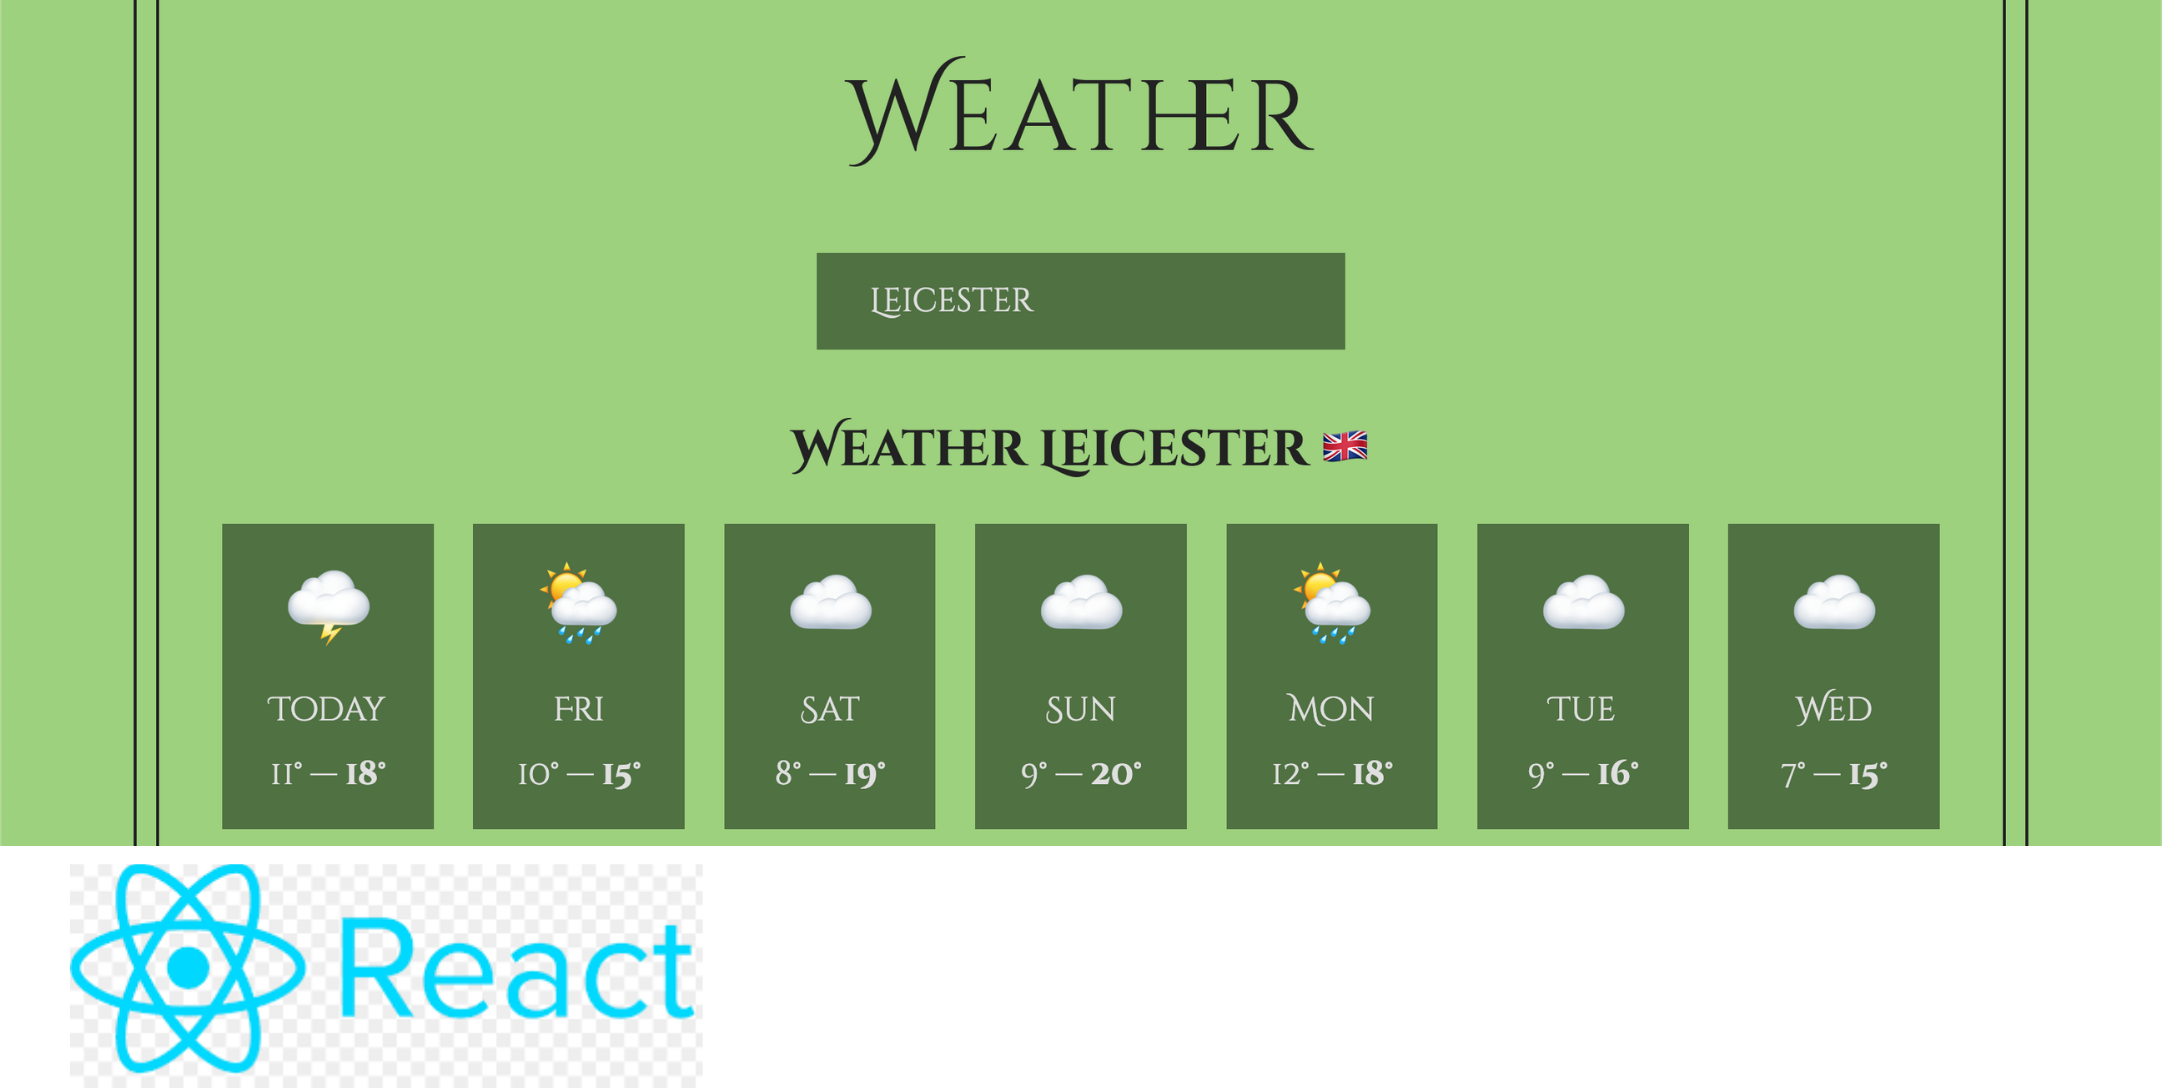 Weather
Leicester
Weather Leicester 🇬🇧
Today Fri Sat Sun Mon Tue Wed
11° — 18° 10° — 15° 8° — 19° 9° — 20° 12° — 18° 9° — 16° 7° — 15°
React